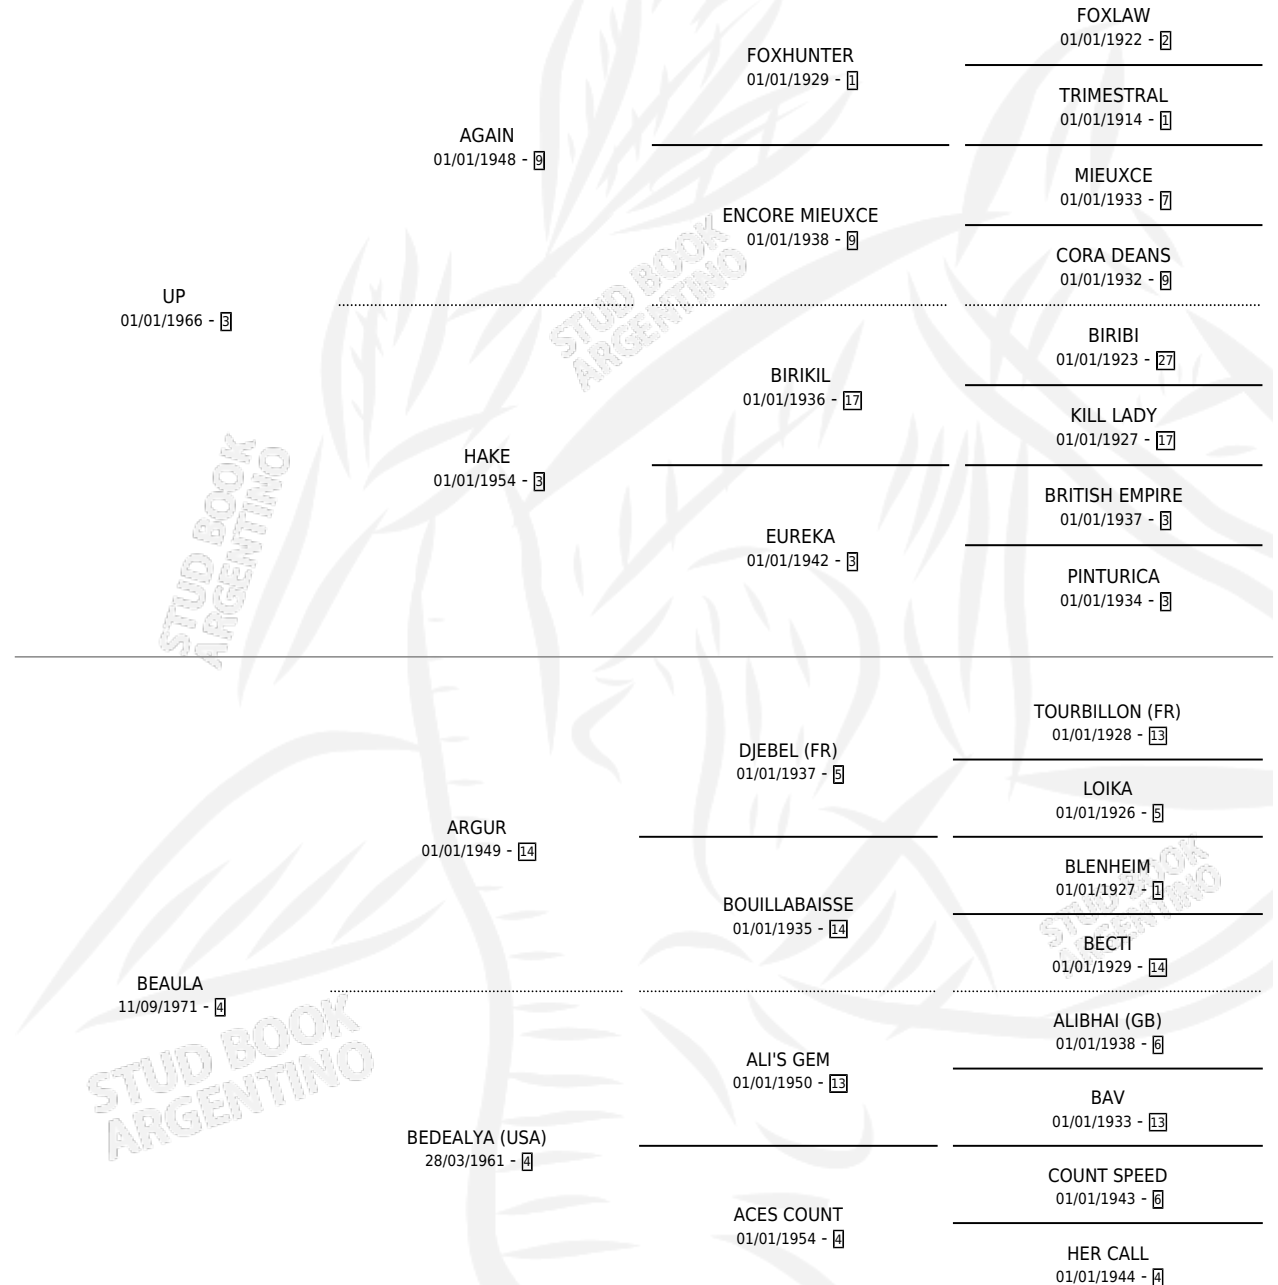 FOXLAW
01/01/1922 - 2
FOXHUNTER
01/01/1929 - 1
TRIMESTRAL
01/01/1914 - 1
AGAIN
01/01/1948 - 9
MIEUXCE
01/01/1933 - 7
ENCORE MIEUXCE
01/01/1938 - 9
CORA DEANS
01/01/1932 - 9
UP
01/01/1966 - 3
BIRIBI
01/01/1923 - 27
BIRIKIL
01/01/1936 - 17
KILL LADY
01/01/1927 - 17
HAKE
01/01/1954 - 3
BRITISH EMPIRE
01/01/1937 - 3
EUREKA
01/01/1942 - 3
PINTURICA
01/01/1934 - 3
TOURBILLON (FR)
01/01/1928 - 13
DJEBEL (FR)
01/01/1937 - 5
LOIKA
01/01/1926 - 5
ARGUR
01/01/1949 - 14
BLENHEIM
01/01/1927 - 1
BOUILLABAISSE
01/01/1935 - 14
BECTI
01/01/1929 - 14
BEAULA
11/09/1971 - 4
ALIBHAI (GB)
01/01/1938 - 6
ALI'S GEM
01/01/1950 - 13
BAV
01/01/1933 - 13
BEDEALYA (USA)
28/03/1961 - 4
COUNT SPEED
01/01/1943 - 6
ACES COUNT
01/01/1954 - 4
HER CALL
01/01/1944 - 4
STUD BOOK
ARGENTINO
STUD BOOK
ARGENTINO
STUD BOOK
ARGENTINO
STUD BOOK
ARGENTINO